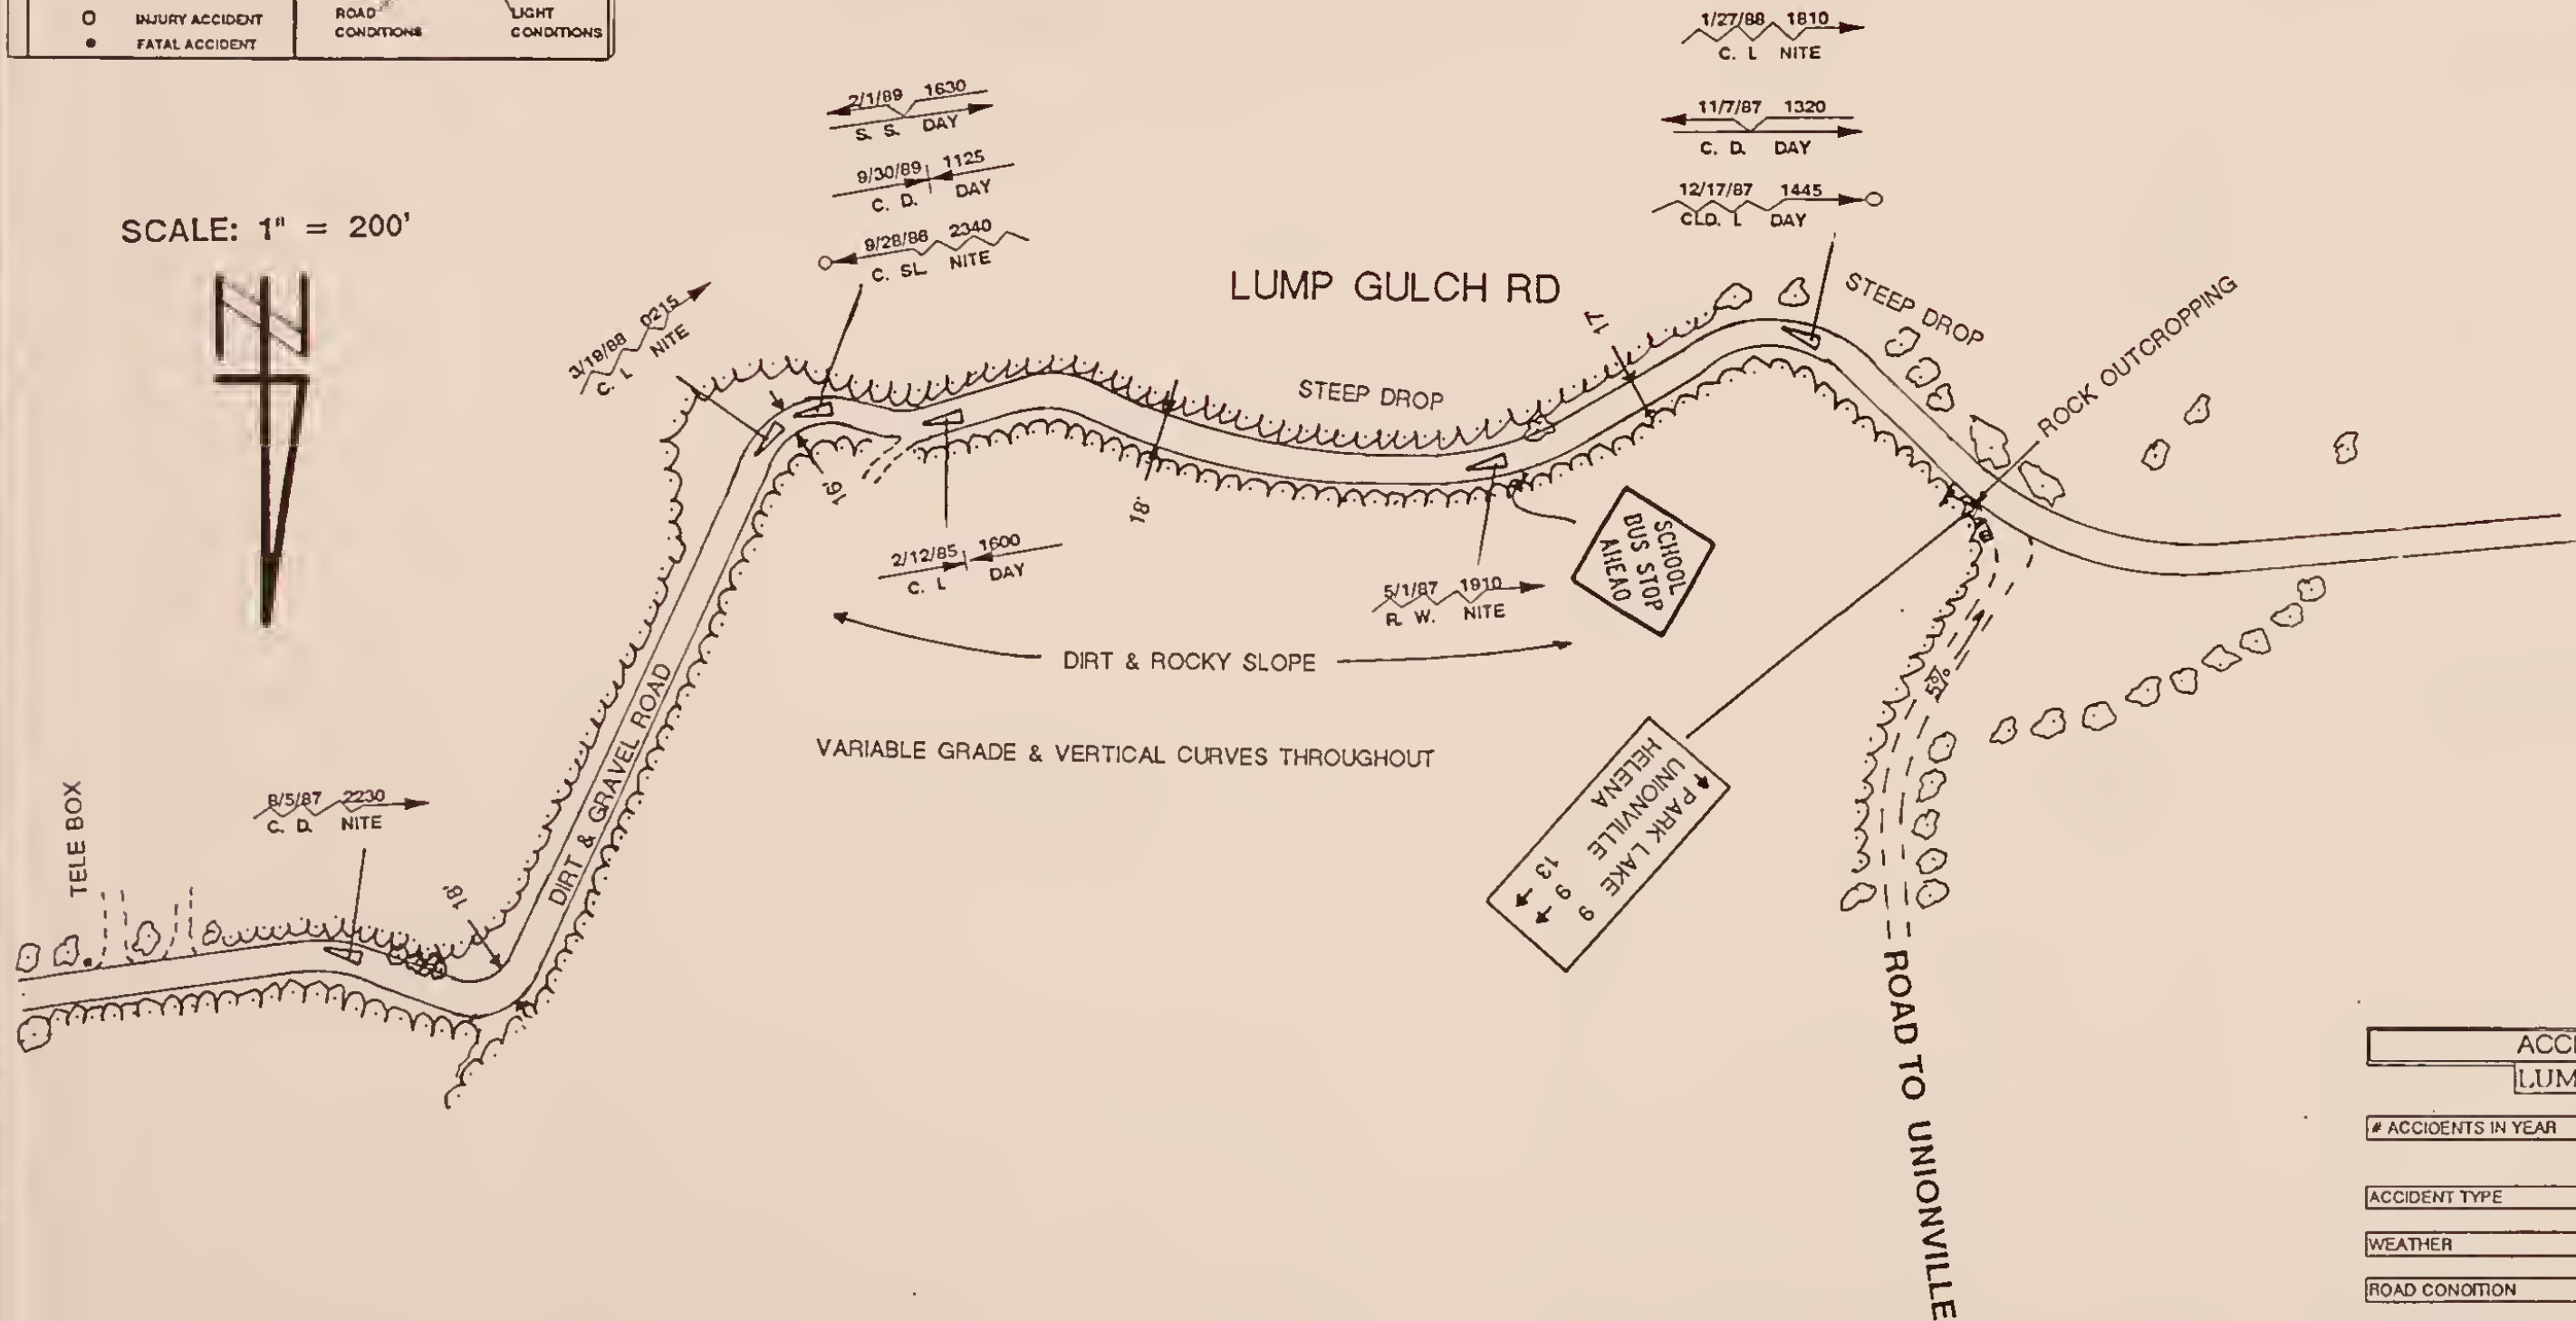 INJURY ACCIDENT
FATAL ACCIDENT
ROAD
CONDITIONS
LIGHT
CONDITIONS
SCALE: 1" = 200'
N
2/1/89 1630
S. S. DAY
9/30/89 1125
C. D. DAY
9/28/86 2340
C. SL. NITE
3/19/88 0215
C. L NITE
1/27/88 1810
C. L NITE
11/7/87 1320
C. D. DAY
12/17/87 1445
CLD. L DAY
LUMP GULCH RD
STEEP DROP
STEEP DROP
ROCK OUTCROPPING
17'
16'
18'
2/12/85 1600
C. L DAY
5/1/87 1910
R. W. NITE
SCHOOL
BUS STOP
AHEAD
DIRT & ROCKY SLOPE
VARIABLE GRADE & VERTICAL CURVES THROUGHOUT
DIRT & GRAVEL ROAD
PARK LAKE 9
UNIONVILLE 9
HELENA 13
5%
TELE BOX
8/5/87 2230
C. D. NITE
18'
ROAD TO UNIONVILLE
ACCI
LUM
# ACCIDENTS IN YEAR
ACCIDENT TYPE
WEATHER
ROAD CONDITION